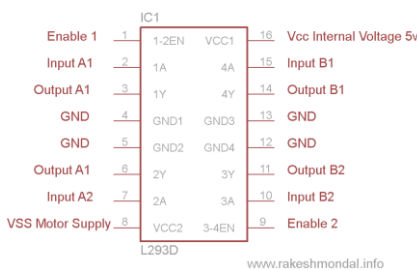 IC1
Enable 1 1 1-2EN VCC1 16 Vcc Internal Voltage 5v
Input A1 2 1A 4A 15 Input B1
Output A1 3 1Y 4Y 14 Output B1
GND 4 GND1 GND3 13 GND
GND 5 GND2 GND4 12 GND
Output A1 6 2Y 3Y 11 Output B2
Input A2 7 2A 3A 10 Input B2
VSS Motor Supply 8 VCC2 3-4EN 9 Enable 2
L293D
www.rakeshmondal.info